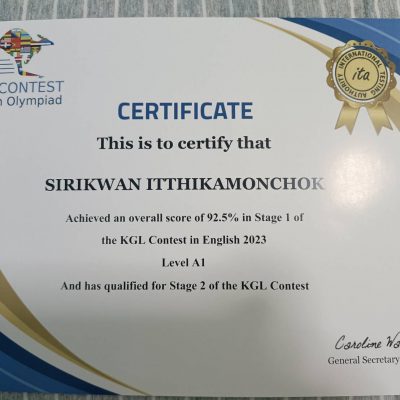 CONTEST
Olympiad
INTERNATIONAL TESTING AUTHORITY
ita
CERTIFICATE
This is to certify that
SIRIKWAN ITTHIKAMONCHOK
Achieved an overall score of 92.5% in Stage 1 of
the KGL Contest in English 2023
Level A1
And has qualified for Stage 2 of the KGL Contest
Caroline
General Secretary